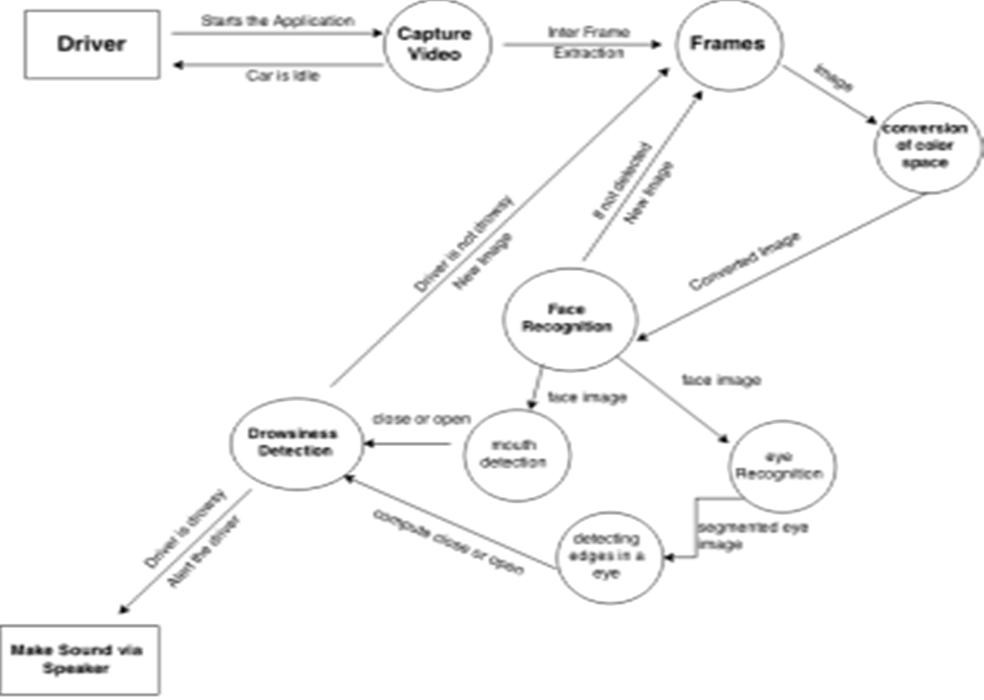 Driver
Starts the Application
Car is Idle
Capture
Video
Inter Frame
Extraction
Frames
Image
conversion
of color
space
If not detected
New Image
Driver is not drowsy
New Image
Converted Image
Face
Recognition
face image
face image
close or open
Drowsiness
Detection
mouth
detection
eye
Recognition
segmented eye
image
detecting
edges in a
eye
compute close or open
Driver is drowsy
Alert the driver
Make Sound via
Speaker